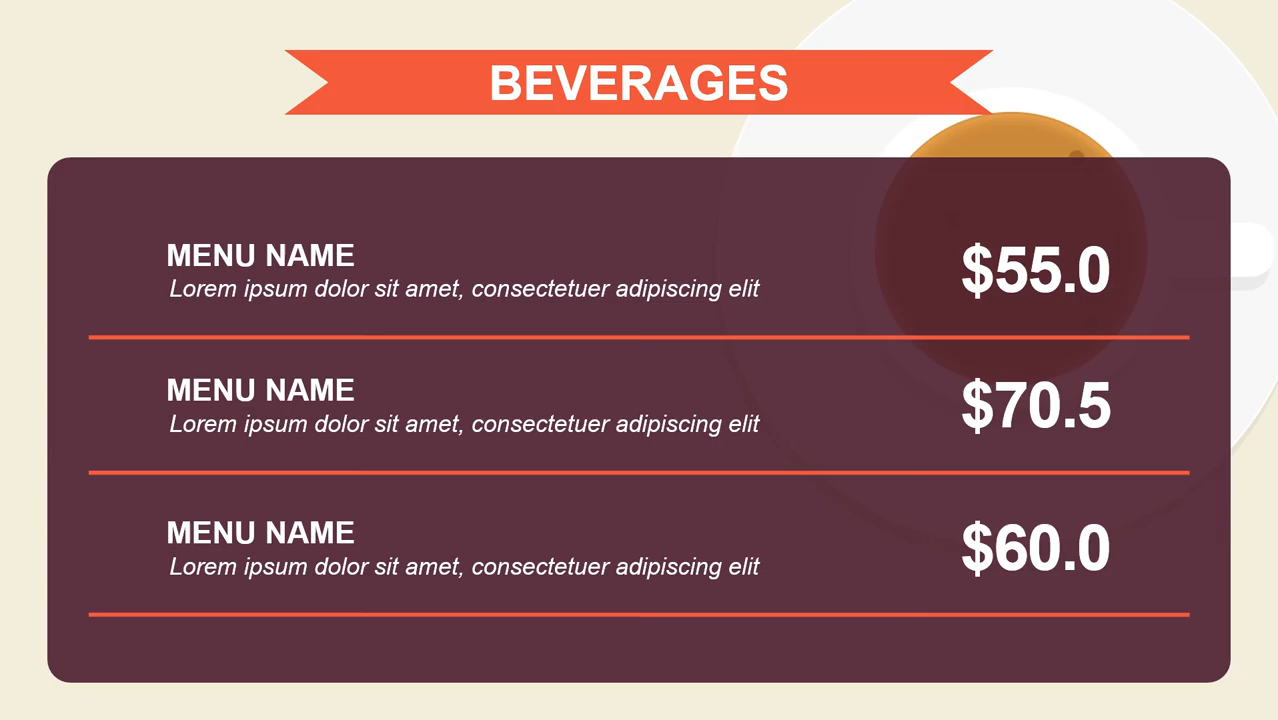 BEVERAGES
MENU NAME
Lorem ipsum dolor sit amet, consectetuer adipiscing elit
$55.0
MENU NAME
Lorem ipsum dolor sit amet, consectetuer adipiscing elit
$70.5
MENU NAME
Lorem ipsum dolor sit amet, consectetuer adipiscing elit
$60.0